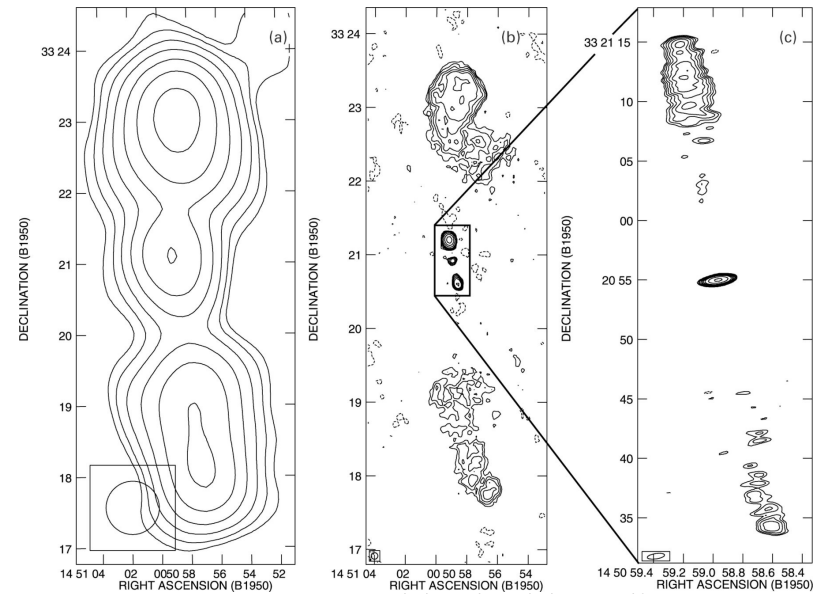 (a)
33 24
23
22
21
20
19
18
17
DECLINATION (B1950)
14 51 04 02 0050 58 56 54 52
RIGHT ASCENSION (B1950)
(b)
33 24
23
22
21
20
19
18
17
DECLINATION (B1950)
14 51 04 02 00 50 58 56 54
RIGHT ASCENSION (B1950)
(c)
33 21 15
10
05
00
20 55
50
45
40
35
DECLINATION (B1950)
14 50 59.4 59.2 59.0 58.8 58.6 58.4
RIGHT ASCENSION (B1950)